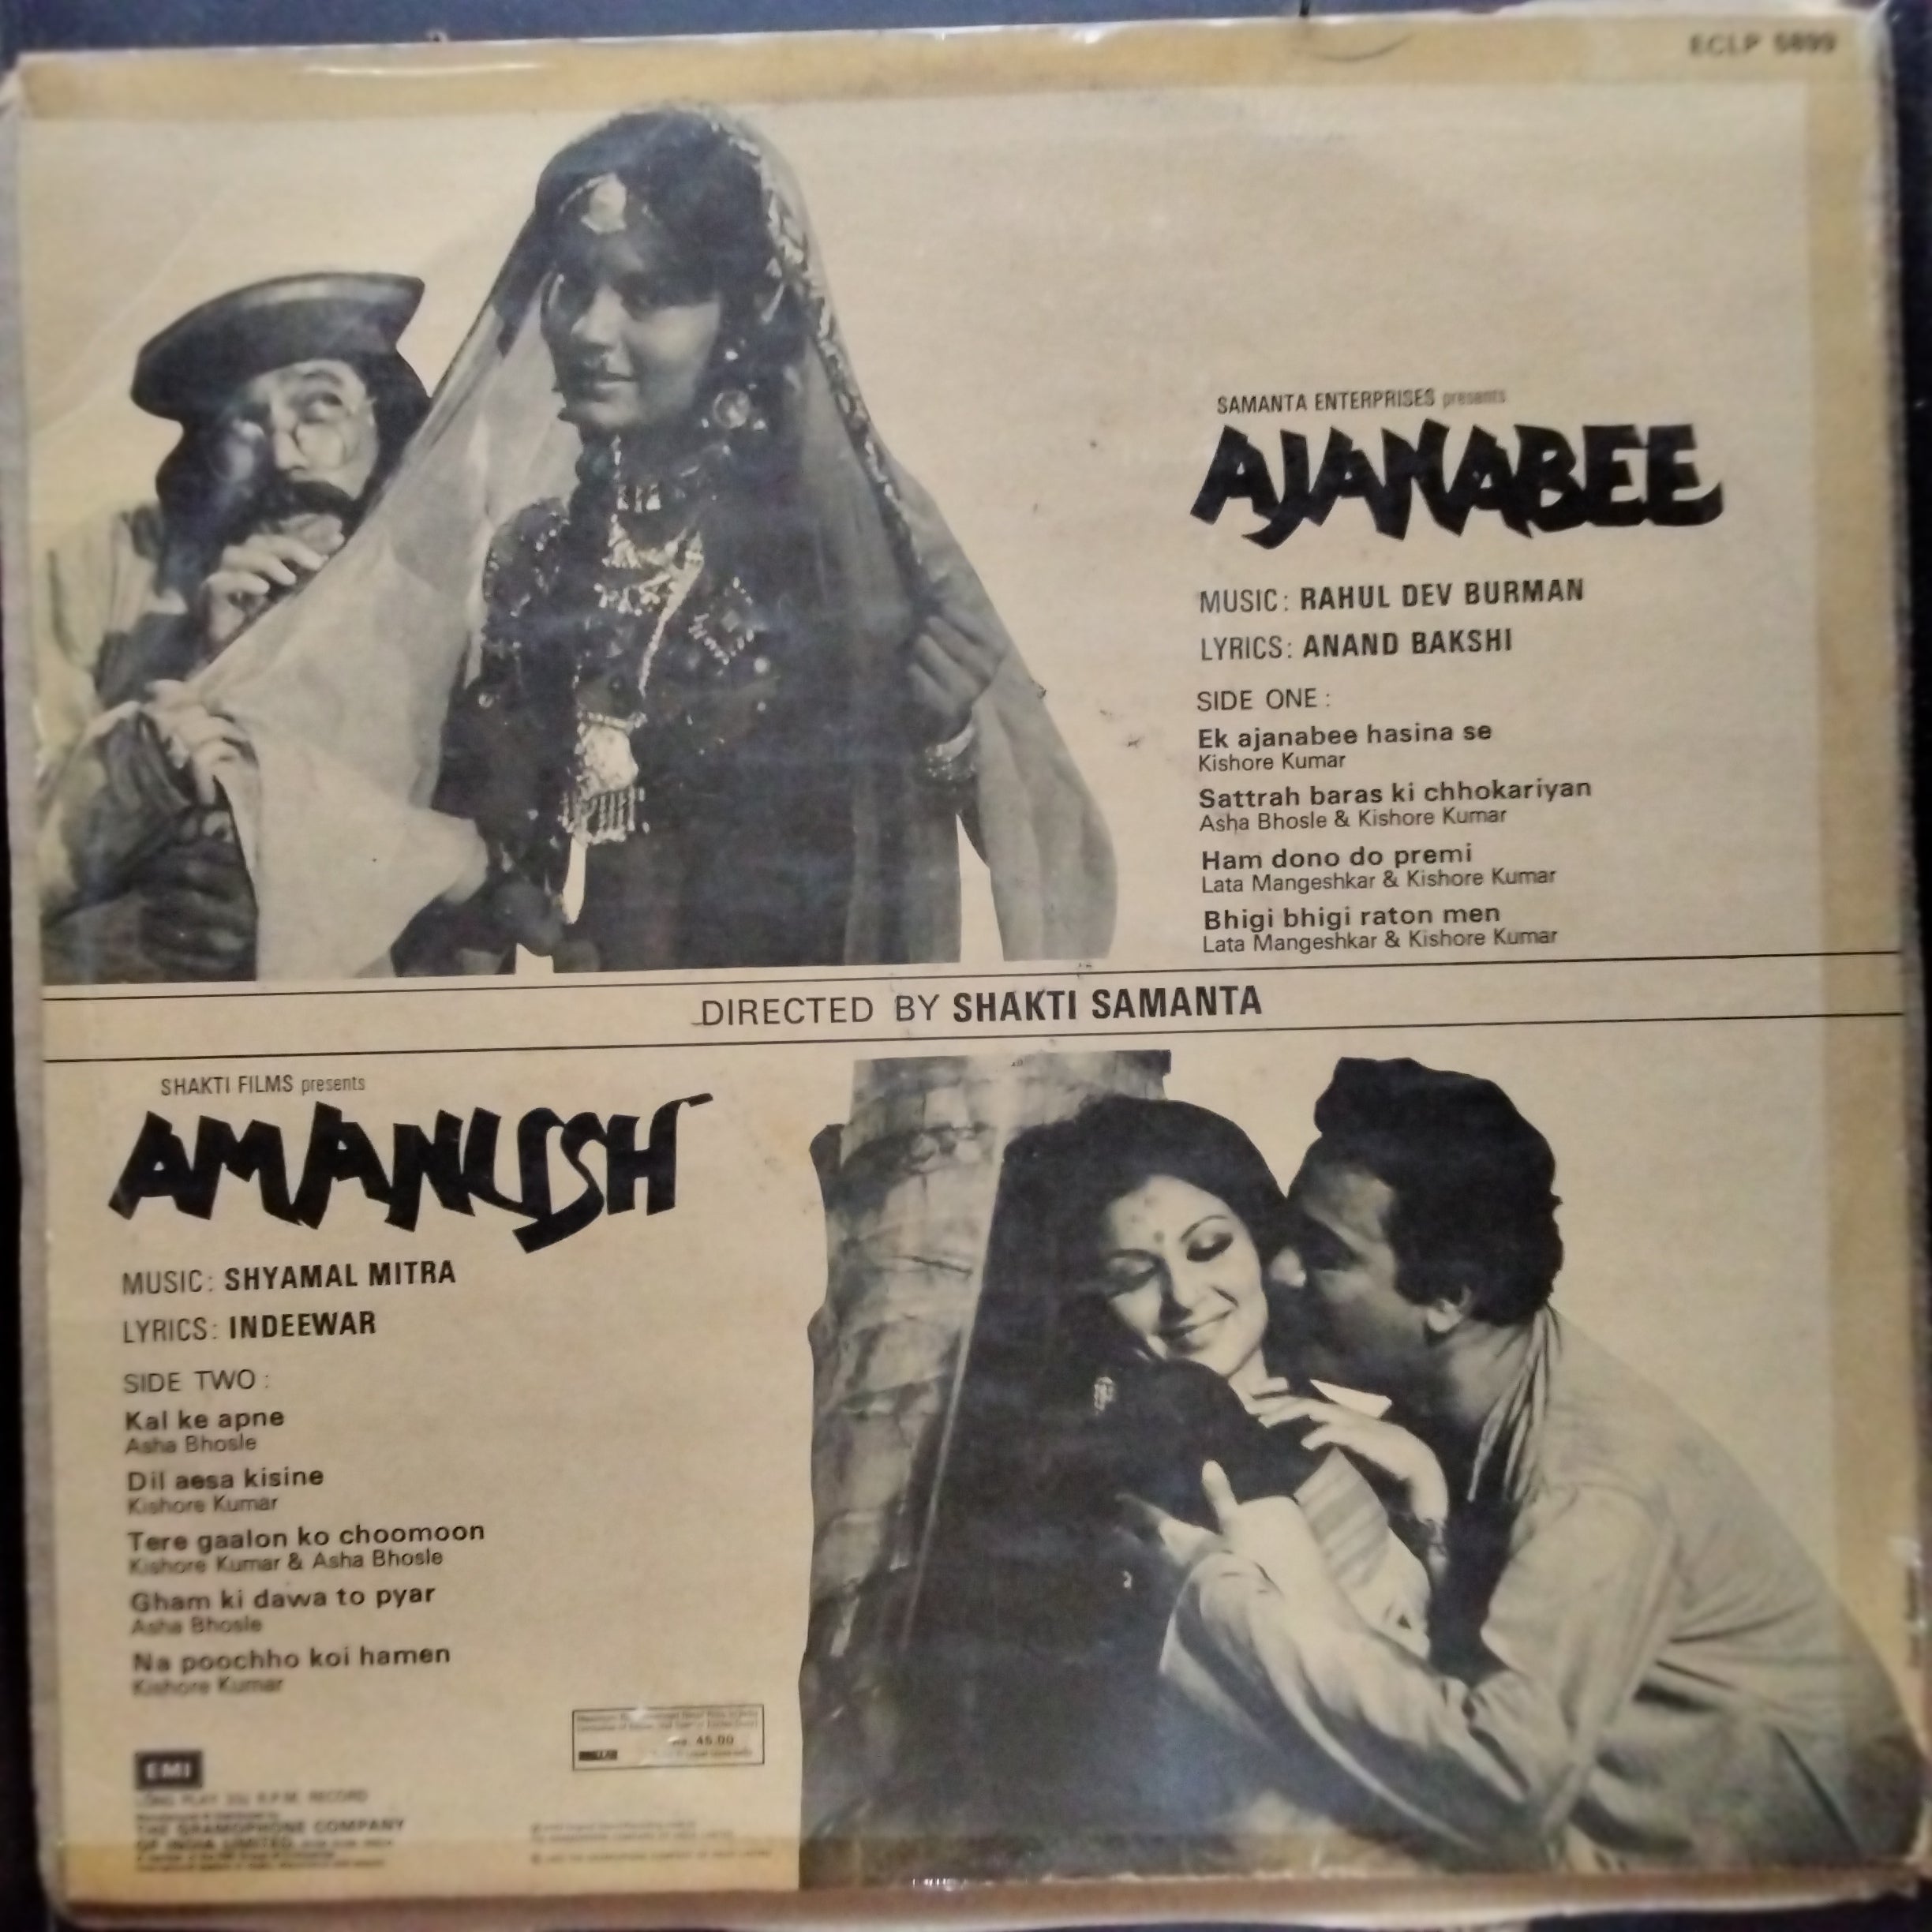 ECLP 5899
SAMANTA ENTERPRISES presents
AJANABEE
MUSIC: RAHUL DEV BURMAN
LYRICS: ANAND BAKSHI
SIDE ONE:
Ek ajanabee hasina se
Kishore Kumar
Sattrah baras ki chhokariyan
Asha Bhosle & Kishore Kumar
Ham dono do premi
Lata Mangeshkar & Kishore Kumar
Bhigi bhigi raton men
Lata Mangeshkar & Kishore Kumar
DIRECTED BY SHAKTI SAMANTA
SHAKTI FILMS presents
AMANUSH
MUSIC: SHYAMAL MITRA
LYRICS: INDEEWAR
SIDE TWO:
Kal ke apne
Asha Bhosle
Dil aesa kisine
Kishore Kumar
Tere gaalon ko choomoon
Kishore Kumar & Asha Bhosle
Gham ki dawa to pyar
Asha Bhosle
Na poochho koi hamen
Kishore Kumar
45.00
EMI
LONG PLAY 33⅓ R.P.M. RECORD
THE GRAMOPHONE COMPANY
OF INDIA LIMITED